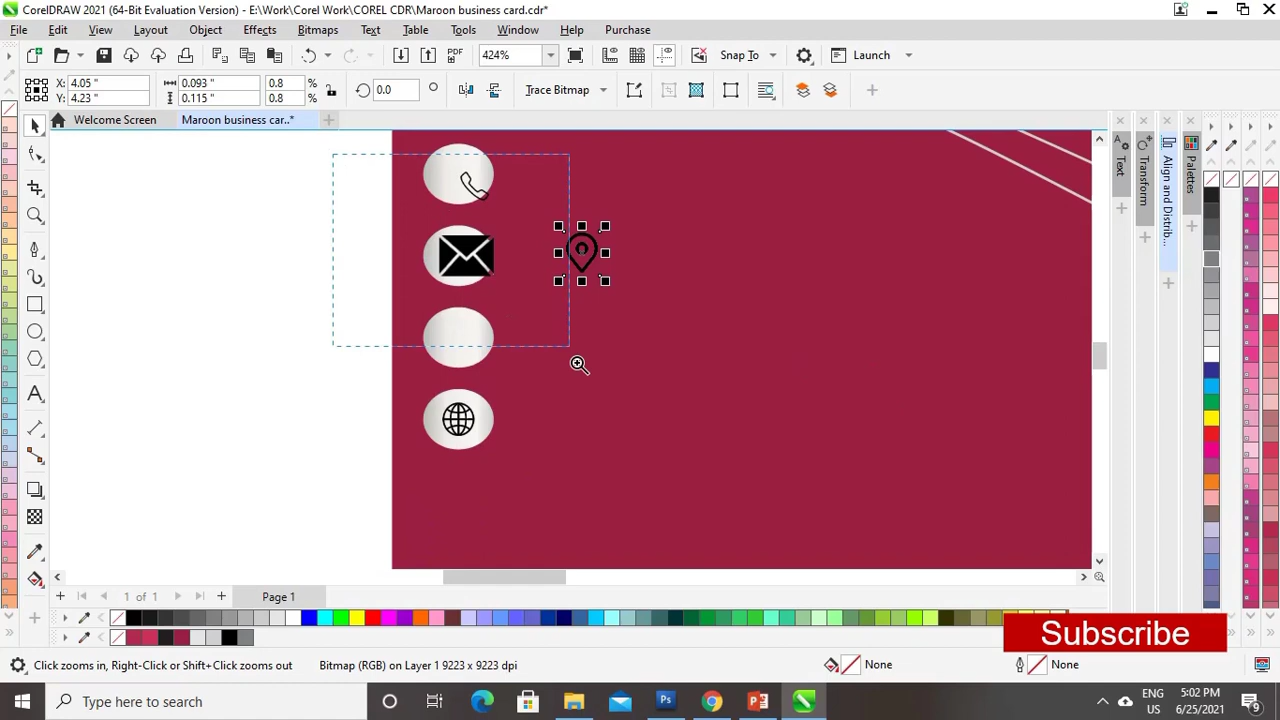 CorelDRAW 2021 (64-Bit Evaluation Version) - E:\Work\Corel Work\COREL CDR\Maroon business card.cdr*
File Edit View Layout Object Effects Bitmaps Text Table Tools Window Help Purchase
PDF 424% Snap To Launch
X: 4.05 " 0.093 " 0.8 % 0.0 Trace Bitmap
Y: 4.23 " 0.115 " 0.8 %
Welcome Screen Maroon business car..*
Text
Transform
Align and Distrib...
Palettes
1 of 1 Page 1
Subscribe
Click zooms in, Right-Click or Shift+Click zooms out Bitmap (RGB) on Layer 1 9223 x 9223 dpi None None
Type here to search Ps ENG 5:02 PM
US 6/25/2021 9